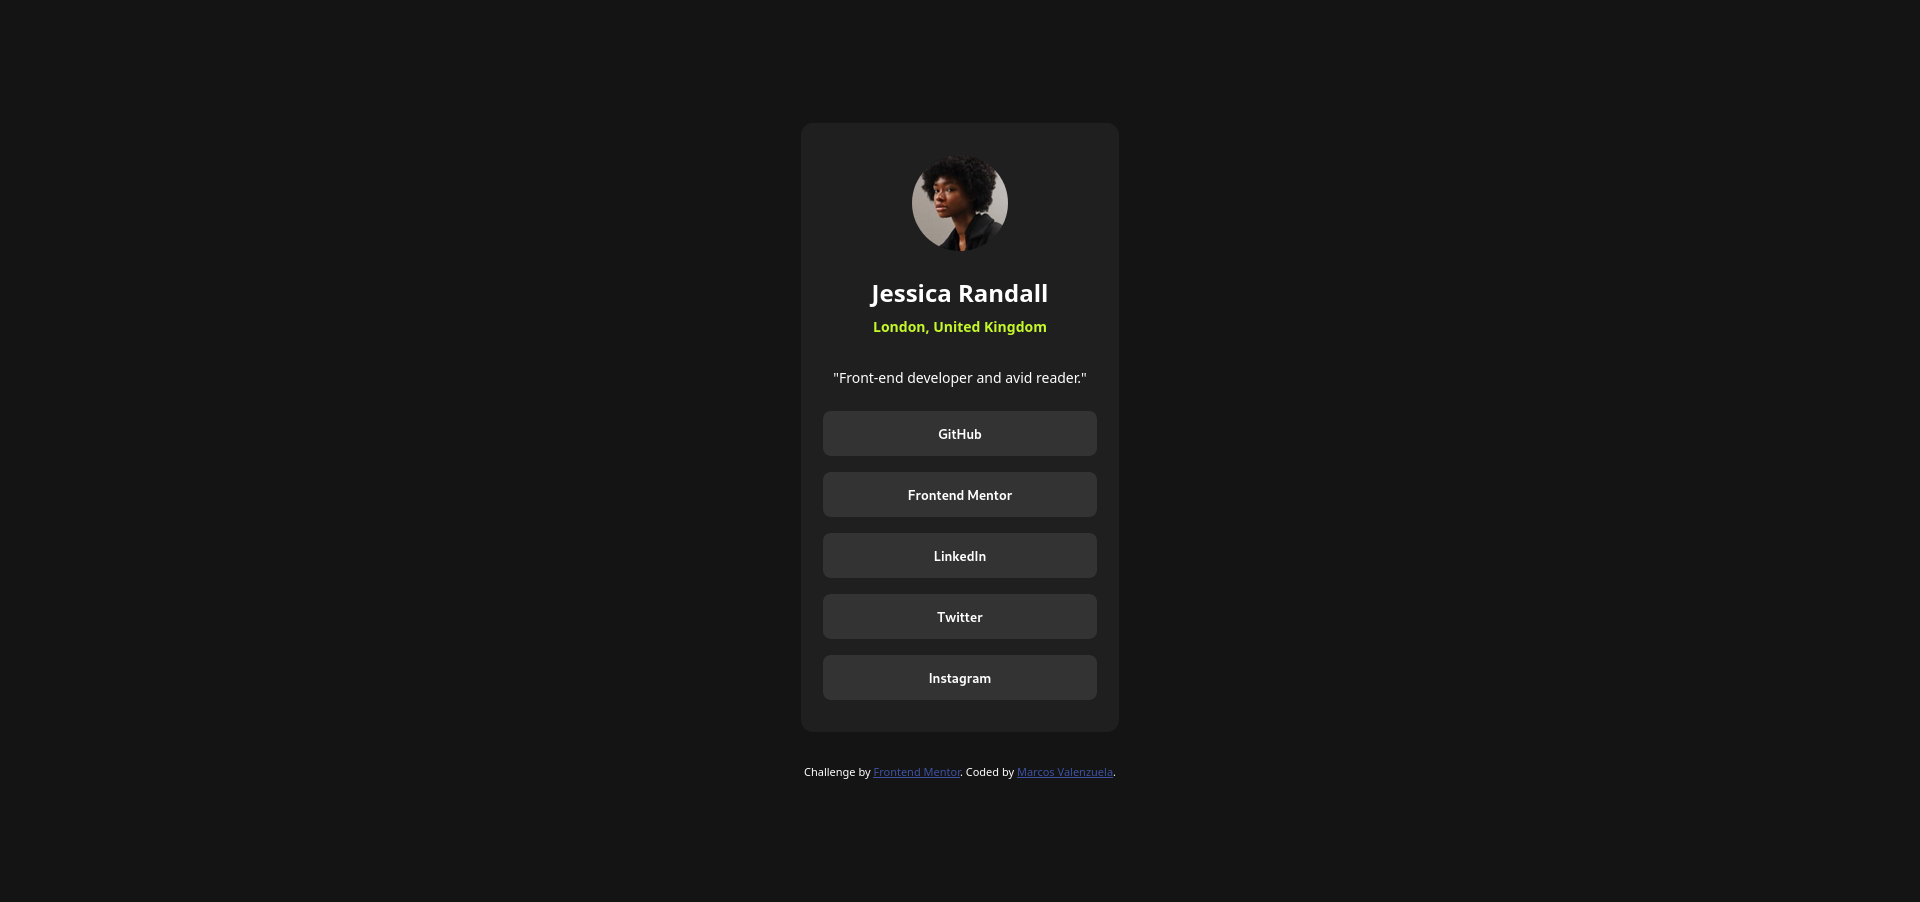 Jessica Randall
London, United Kingdom
"Front-end developer and avid reader."
GitHub
Frontend Mentor
LinkedIn
Twitter
Instagram
Challenge by Frontend Mentor. Coded by Marcos Valenzuela.